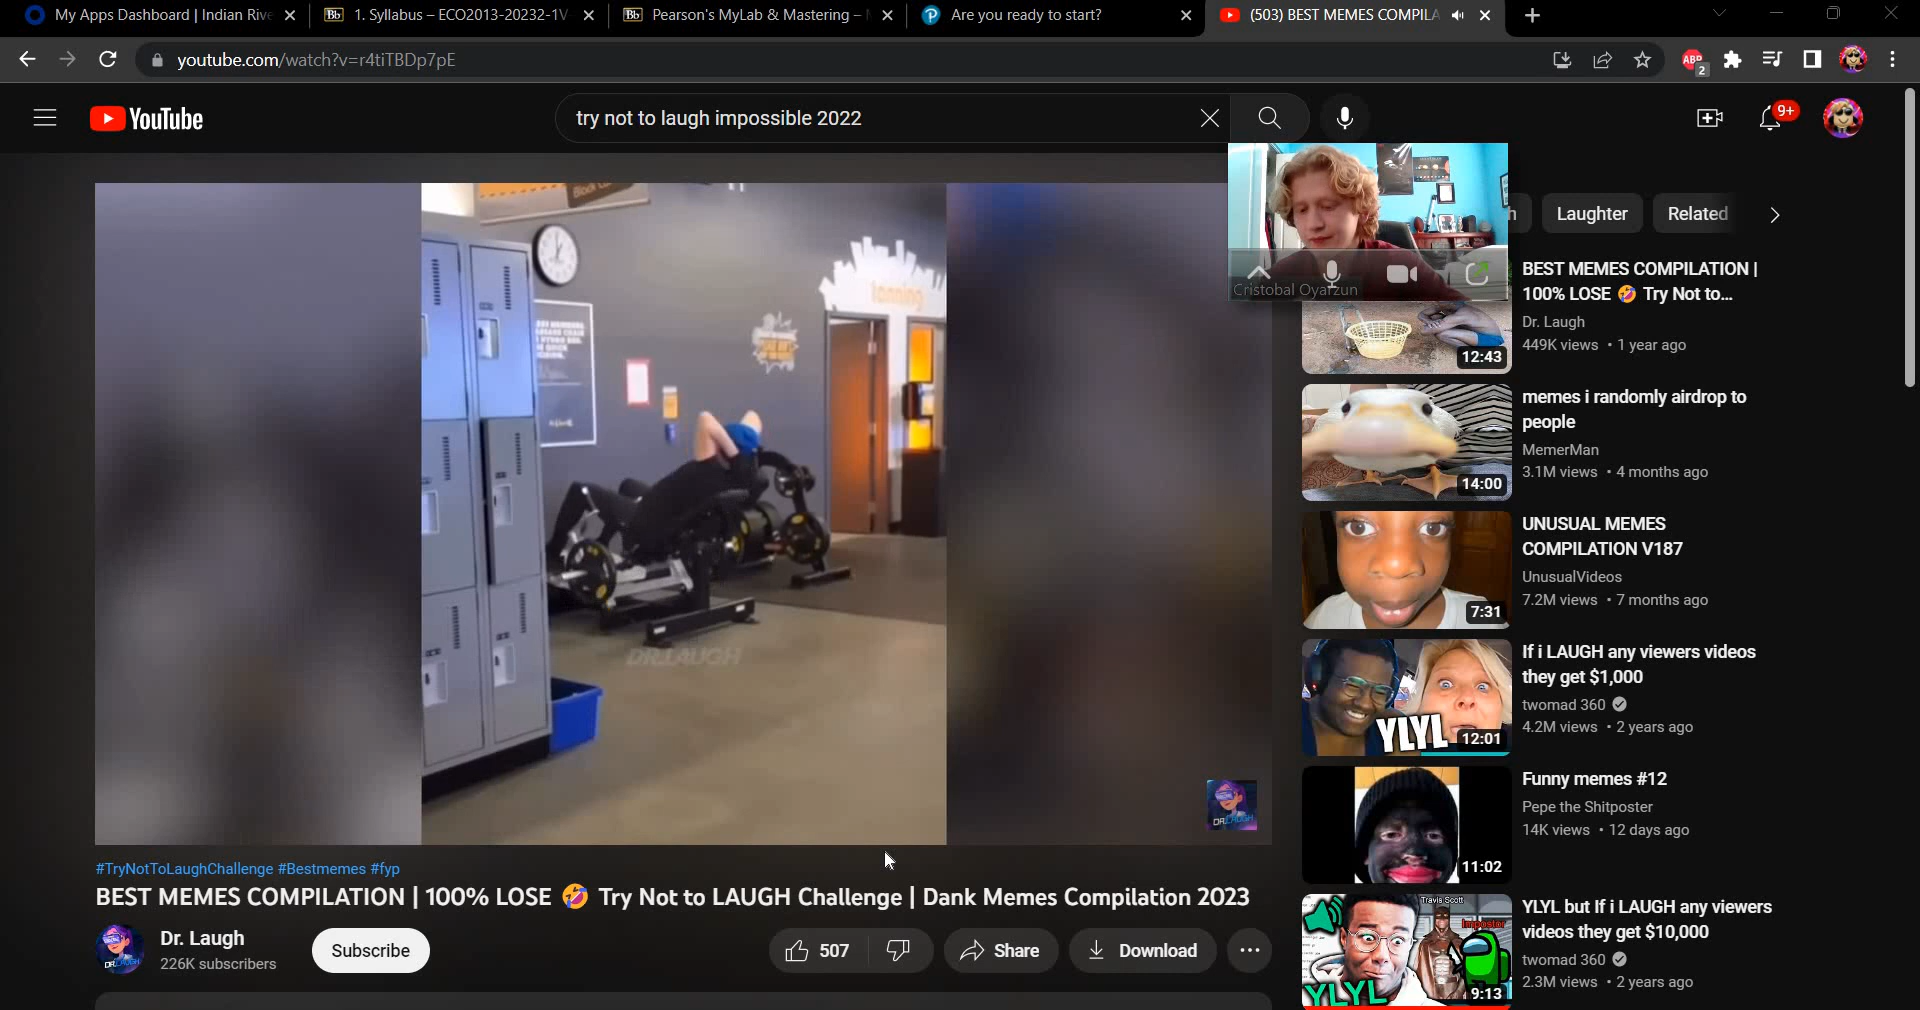 My Apps Dashboard | Indian Rive
1. Syllabus – ECO2013-20232-1V
Pearson's MyLab & Mastering –
Are you ready to start?
(503) BEST MEMES COMPILA
youtube.com/watch?v=r4tiTBDp7pE
ABP
2
YouTube
try not to laugh impossible 2022
9+
Cristobal Oyarzun
h
Laughter
Related
tanning
DR.LAUGH
DR.LAUGH
#TryNotToLaughChallenge #Bestmemes #fyp
BEST MEMES COMPILATION | 100% LOSE 🤣 Try Not to LAUGH Challenge | Dank Memes Compilation 2023
Dr. Laugh
226K subscribers
Subscribe
507
Share
Download
12:43
BEST MEMES COMPILATION |
100% LOSE 🤣 Try Not to...
Dr. Laugh
449K views • 1 year ago
14:00
memes i randomly airdrop to
people
MemerMan
3.1M views • 4 months ago
7:31
UNUSUAL MEMES
COMPILATION V187
UnusualVideos
7.2M views • 7 months ago
YLYL
12:01
If i LAUGH any viewers videos
they get $1,000
twomad 360
4.2M views • 2 years ago
11:02
Funny memes #12
Pepe the Shitposter
14K views • 12 days ago
Travis Scott
Impostor
YLYL
9:13
YLYL but If i LAUGH any viewers
videos they get $10,000
twomad 360
2.3M views • 2 years ago